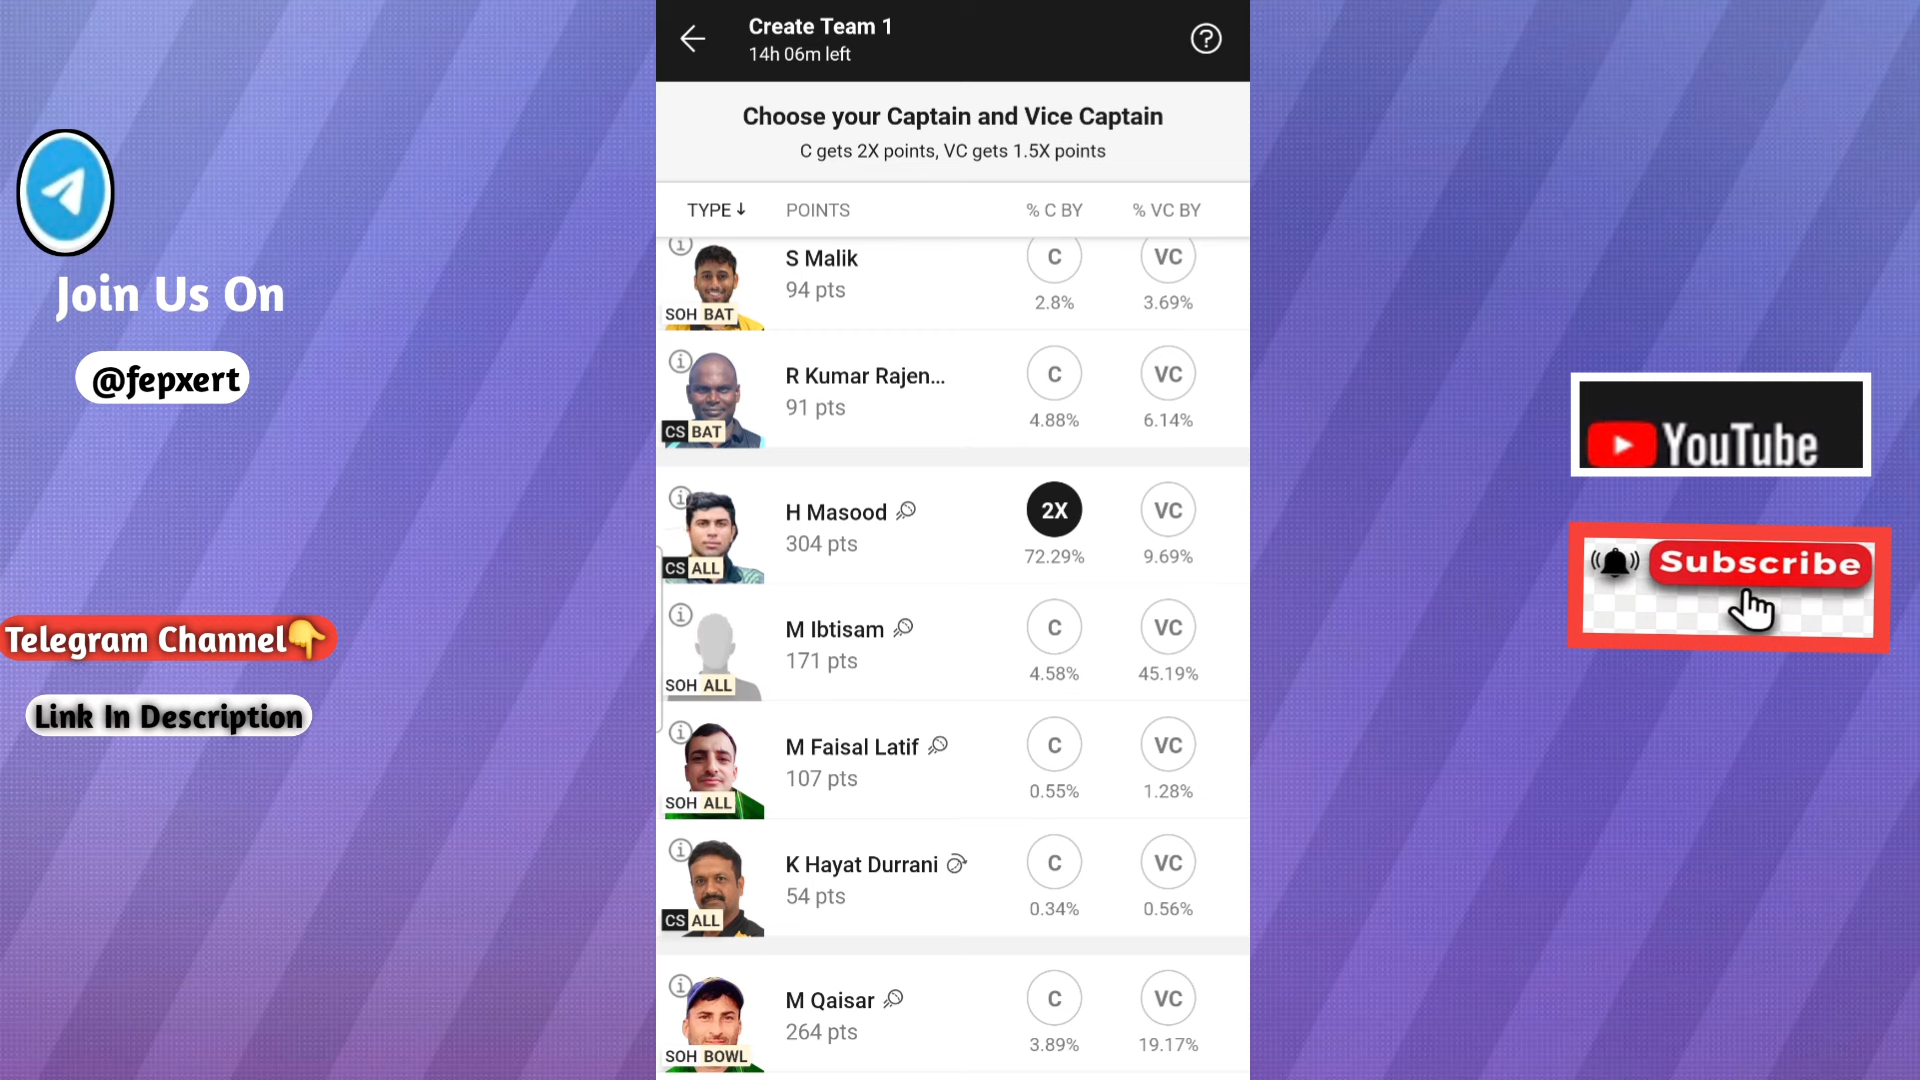 Create Team 1
14h 06m left
Choose your Captain and Vice Captain
C gets 2X points, VC gets 1.5X points
TYPE↓ POINTS % C BY % VC BY
S Malik C VC
94 pts 2.8% 3.69%
SOH BAT
R Kumar Rajen... C VC
91 pts 4.88% 6.14%
CS BAT
H Masood 2X VC
304 pts 72.29% 9.69%
CS ALL
M Ibtisam C VC
171 pts 4.58% 45.19%
SOH ALL
M Faisal Latif C VC
107 pts 0.55% 1.28%
SOH ALL
K Hayat Durrani C VC
54 pts 0.34% 0.56%
CS ALL
M Qaisar C VC
264 pts 3.89% 19.17%
SOH BOWL
Join Us On
@fepxert
Telegram Channel👇
Link In Description
YouTube
Subscribe